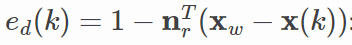 e_d(k) = 1 − n_r^T(x_w − x(k));